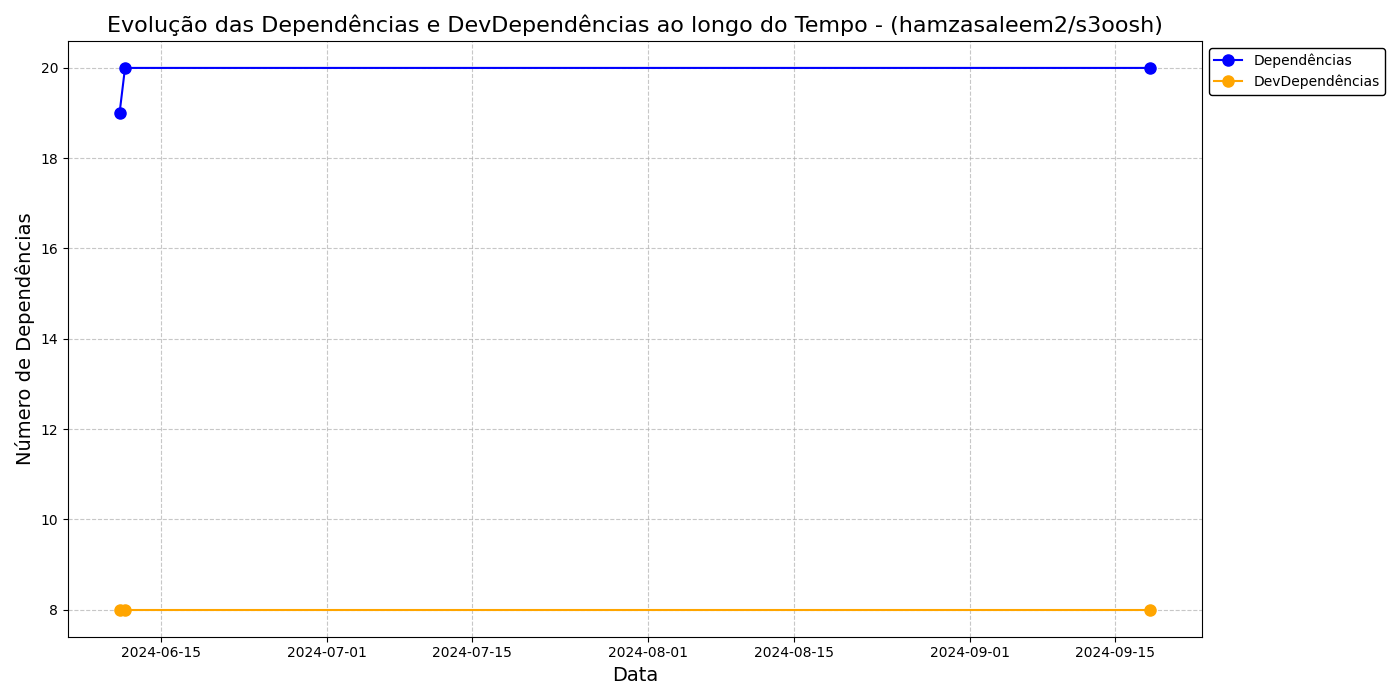 Evolução das Dependências e DevDependências ao longo do Tempo - (hamzasaleem2/s3oosh)
Dependências
DevDependências
Número de Dependências
20
18
16
14
12
10
8
2024-06-15 2024-07-01 2024-07-15 2024-08-01 2024-08-15 2024-09-01 2024-09-15
Data